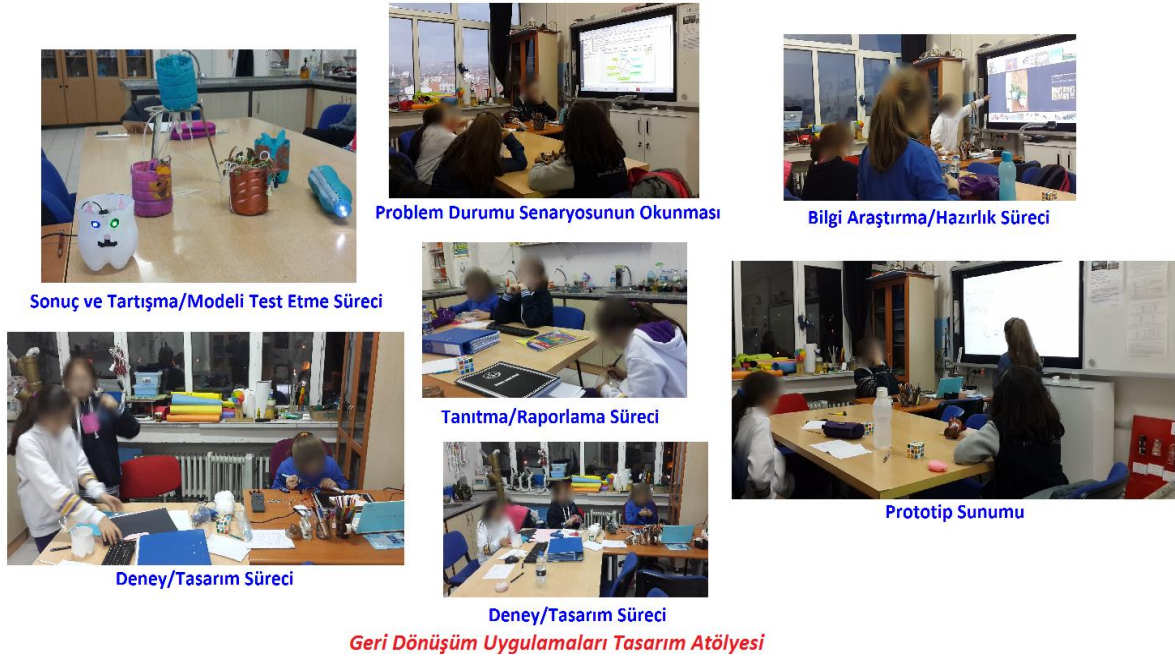 Problem Durumu Senaryosunun Okunması
Bilgi Araştırma/Hazırlık Süreci
Sonuç ve Tartışma/Modeli Test Etme Süreci
Tanıtma/Raporlama Süreci
Prototip Sunumu
Deney/Tasarım Süreci
Deney/Tasarım Süreci
Geri Dönüşüm Uygulamaları Tasarım Atölyesi